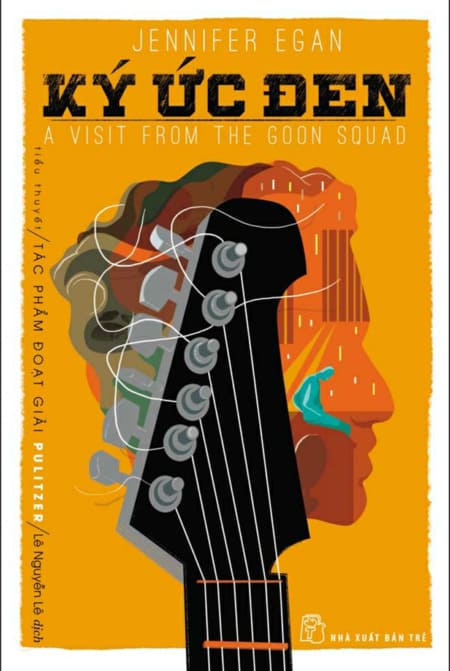 JENNIFER EGAN
KÝ ỨC ĐEN
A VISIT FROM THE GOON SQUAD
tiểu thuyết/TÁC PHẨM ĐOẠT GIẢI PULITZER/Lê Nguyễn Lê dịch
NHÀ XUẤT BẢN TRẺ